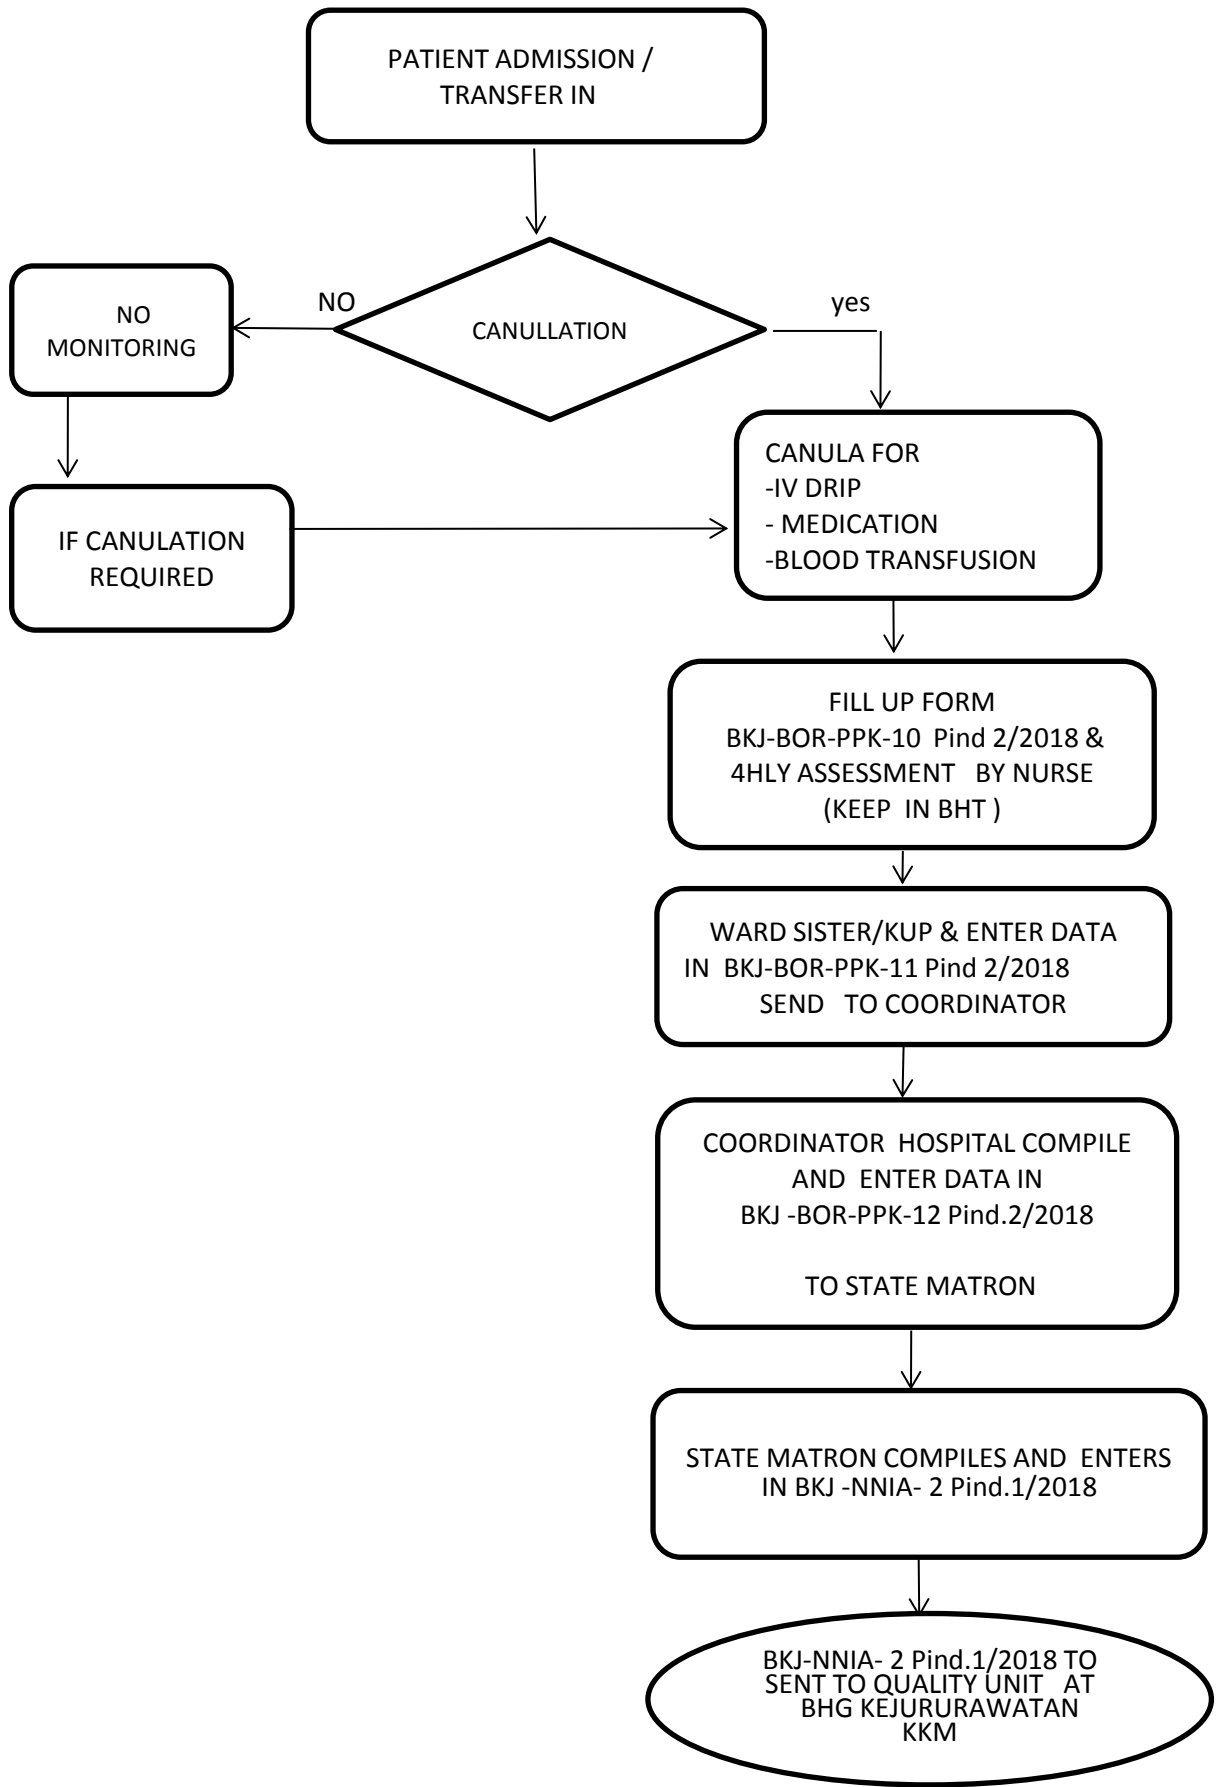 PATIENT ADMISSION /
TRANSFER IN
NO
MONITORING
NO
CANULLATION
yes
CANULA FOR
-IV DRIP
- MEDICATION
-BLOOD TRANSFUSION
IF CANULATION
REQUIRED
FILL UP FORM
BKJ-BOR-PPK-10 Pind 2/2018 &
4HLY ASSESSMENT BY NURSE
(KEEP IN BHT )
WARD SISTER/KUP & ENTER DATA
IN BKJ-BOR-PPK-11 Pind 2/2018
SEND TO COORDINATOR
COORDINATOR HOSPITAL COMPILE
AND ENTER DATA IN
BKJ -BOR-PPK-12 Pind.2/2018
TO STATE MATRON
STATE MATRON COMPILES AND ENTERS
IN BKJ -NNIA- 2 Pind.1/2018
BKJ-NNIA- 2 Pind.1/2018 TO
SENT TO QUALITY UNIT AT
BHG KEJURURAWATAN
KKM